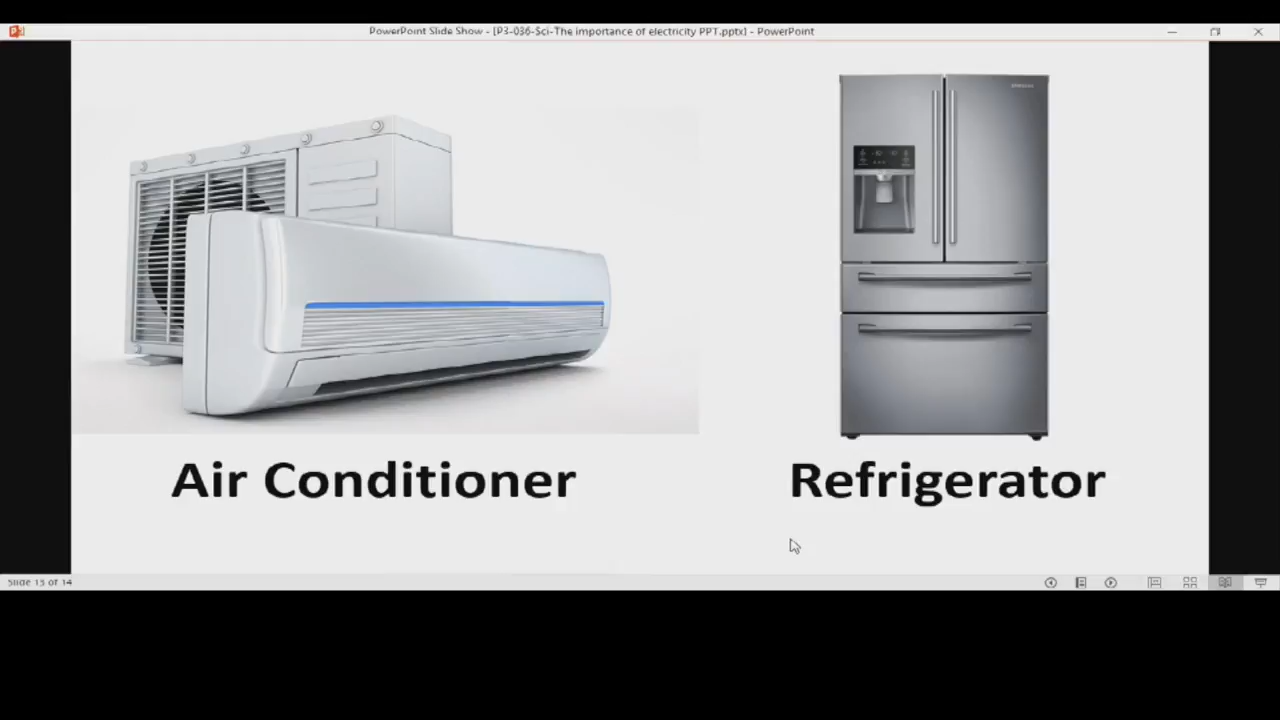 PowerPoint Slide Show - [P3-036-Sci-The importance of electricity PPT.pptx] - PowerPoint
SAMSUNG
Air Conditioner
Refrigerator
Slide 13 of 14